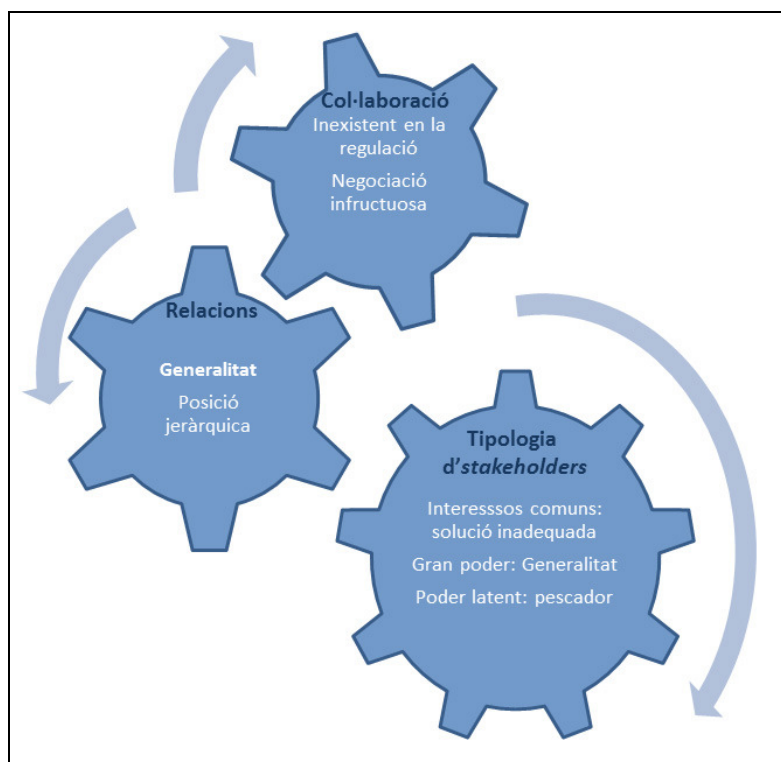 Col·laboració
Inexistent en la
regulació
Negociació
infructuosa
Relacions
Generalitat
Posició
jeràrquica
Tipologia
d'stakeholders
Interesssos comuns:
solució inadequada
Gran poder: Generalitat
Poder latent: pescador